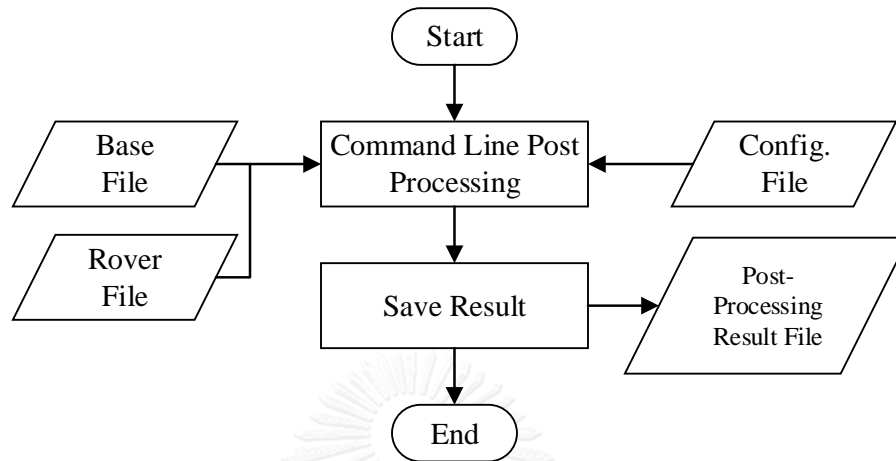 Start
Base
File
Command Line Post
Processing
Config.
File
Rover
File
Save Result
Post-
Processing
Result File
End